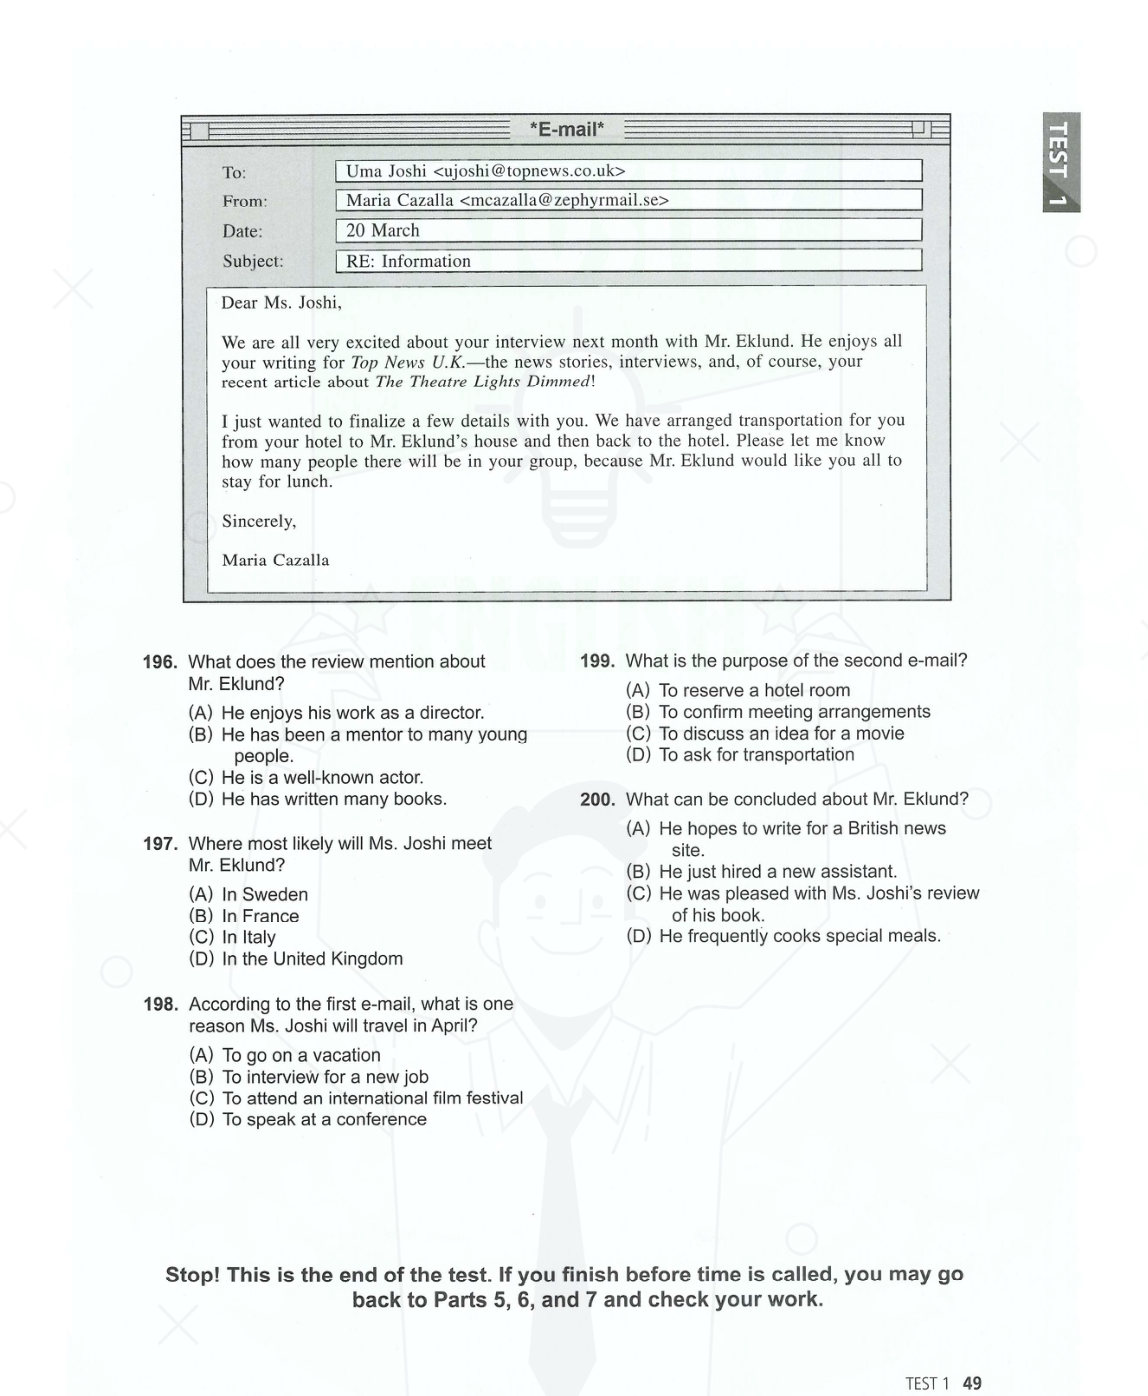 *E-mail*
To: Uma Joshi <ujoshi@topnews.co.uk>
From: Maria Cazalla <mcazalla@zephyrmail.se>
Date: 20 March
Subject: RE: Information
Dear Ms. Joshi,
We are all very excited about your interview next month with Mr. Eklund. He enjoys all
your writing for Top News U.K.—the news stories, interviews, and, of course, your
recent article about The Theatre Lights Dimmed!
I just wanted to finalize a few details with you. We have arranged transportation for you
from your hotel to Mr. Eklund's house and then back to the hotel. Please let me know
how many people there will be in your group, because Mr. Eklund would like you all to
stay for lunch.
Sincerely,
Maria Cazalla
TEST 1
196. What does the review mention about
Mr. Eklund?
(A) He enjoys his work as a director.
(B) He has been a mentor to many young
people.
(C) He is a well-known actor.
(D) He has written many books.
197. Where most likely will Ms. Joshi meet
Mr. Eklund?
(A) In Sweden
(B) In France
(C) In Italy
(D) In the United Kingdom
198. According to the first e-mail, what is one
reason Ms. Joshi will travel in April?
(A) To go on a vacation
(B) To interview for a new job
(C) To attend an international film festival
(D) To speak at a conference
199. What is the purpose of the second e-mail?
(A) To reserve a hotel room
(B) To confirm meeting arrangements
(C) To discuss an idea for a movie
(D) To ask for transportation
200. What can be concluded about Mr. Eklund?
(A) He hopes to write for a British news
site.
(B) He just hired a new assistant.
(C) He was pleased with Ms. Joshi's review
of his book.
(D) He frequently cooks special meals.
Stop! This is the end of the test. If you finish before time is called, you may go
back to Parts 5, 6, and 7 and check your work.
TEST 1 49